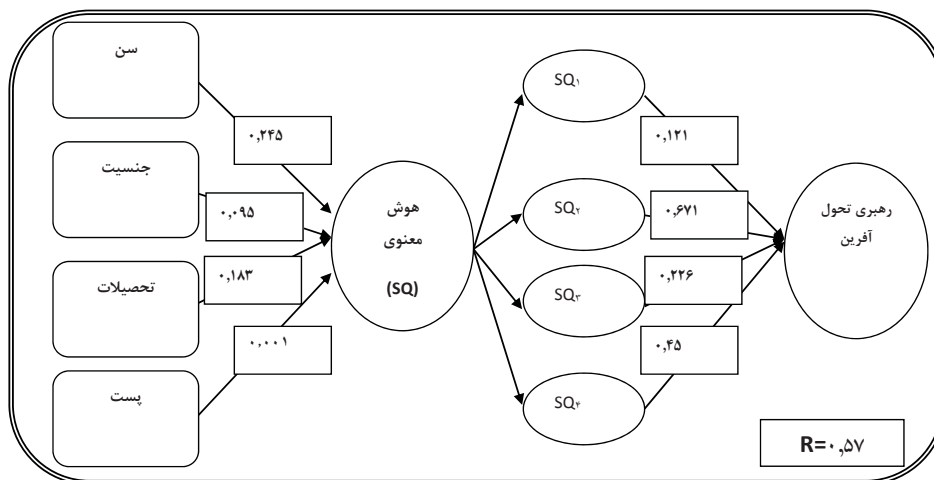 سن
جنسیت
تحصیلات
پست
۰,۲۴۵
۰,۰۹۵
۰,۱۸۳
۰,۰۰۱
هوش
معنوی
(SQ)
SQ۱
SQ۲
SQ۳
SQ۴
۰,۱۲۱
۰,۶۷۱
۰,۲۲۶
۰,۴۵
رهبری تحول
آفرین
R=۰,۵۷